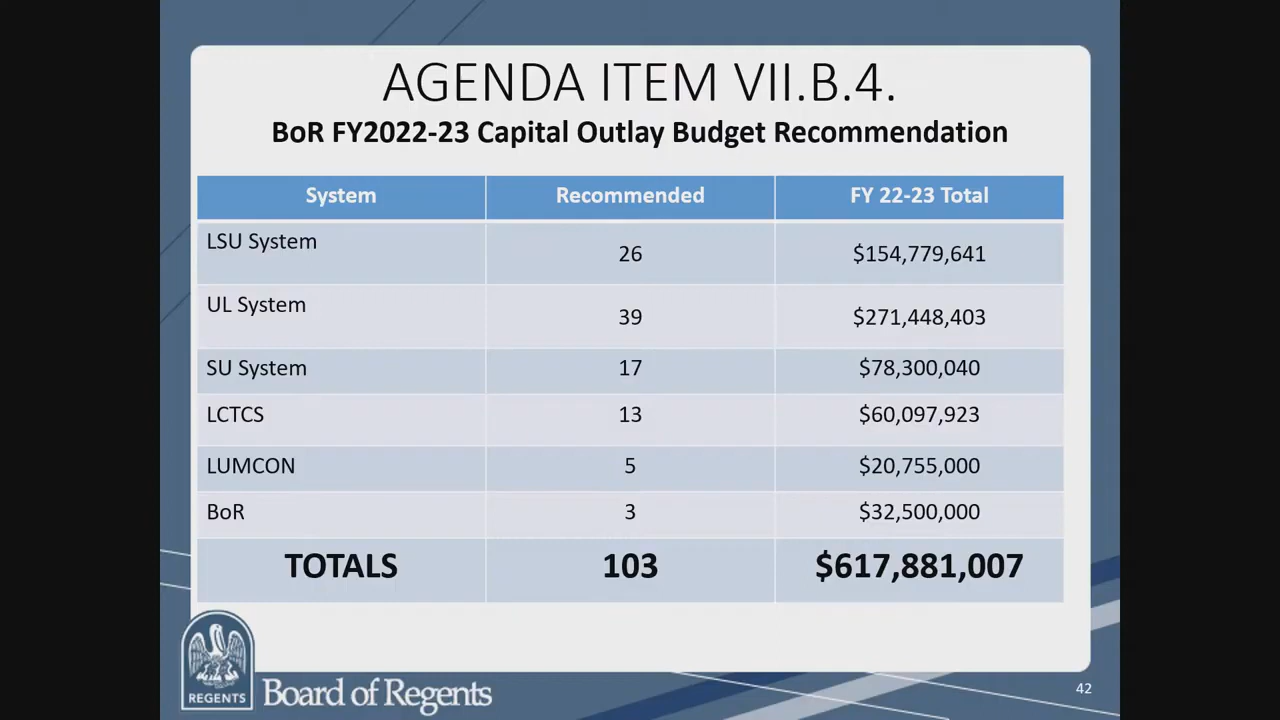 AGENDA ITEM VII.B.4.
BoR FY2022-23 Capital Outlay Budget Recommendation
System Recommended FY 22-23 Total
LSU System 26 $154,779,641
UL System 39 $271,448,403
SU System 17 $78,300,040
LCTCS 13 $60,097,923
LUMCON 5 $20,755,000
BoR 3 $32,500,000
TOTALS 103 $617,881,007
REGENTS
Board of Regents
42